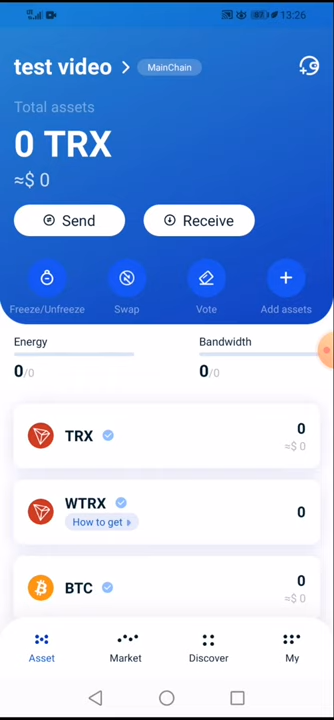 13:26
test video
MainChain
Total assets
0 TRX
≈$ 0
Send
Receive
Freeze/Unfreeze
Swap
Vote
Add assets
Energy
Bandwidth
0/0
0/0
TRX
0
≈$ 0
WTRX
0
How to get
BTC
0
≈$ 0
Asset
Market
Discover
My